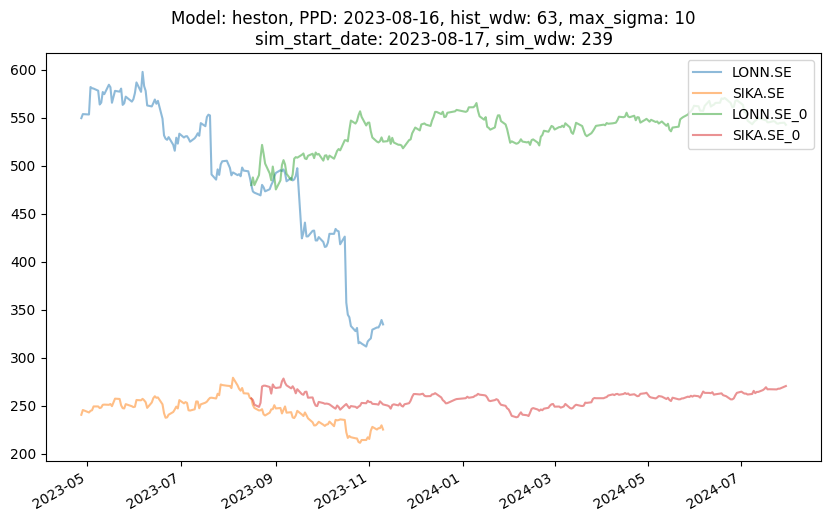 Model: heston, PPD: 2023-08-16, hist_wdw: 63, max_sigma: 10
sim_start_date: 2023-08-17, sim_wdw: 239
600
550
500
450
400
350
300
250
200
LONN.SE
SIKA.SE
LONN.SE_0
SIKA.SE_0
2023-05
2023-07
2023-09
2023-11
2024-01
2024-03
2024-05
2024-07